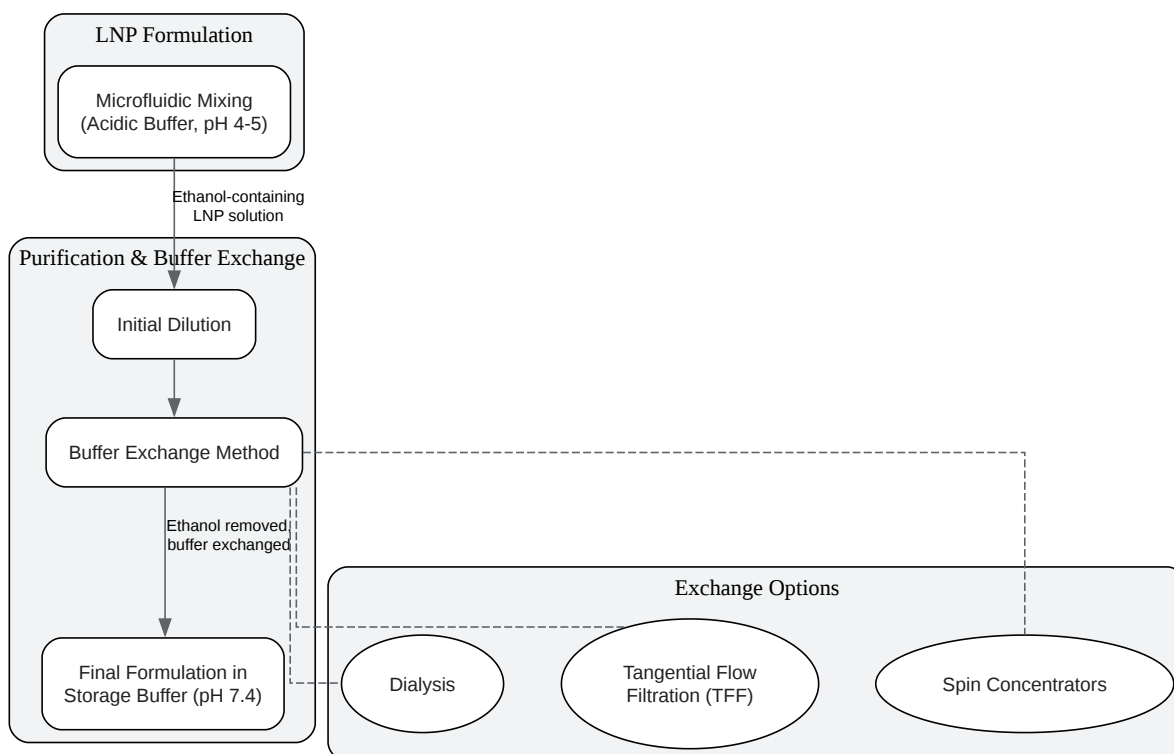 LNP Formulation
Microfluidic Mixing
(Acidic Buffer, pH 4-5)
Ethanol-containing
LNP solution
Purification & Buffer Exchange
Initial Dilution
Buffer Exchange Method
Ethanol removed,
buffer exchanged
Final Formulation in
Storage Buffer (pH 7.4)
Exchange Options
Dialysis
Tangential Flow
Filtration (TFF)
Spin Concentrators